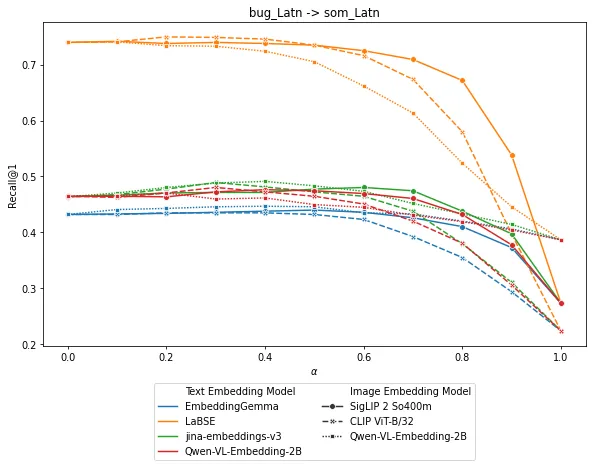 bug_Latn -> som_Latn
Recall@1
0.7
0.6
0.5
0.4
0.3
0.2
0.0 0.2 0.4 0.6 0.8 1.0
α
Text Embedding Model
EmbeddingGemma
LaBSE
jina-embeddings-v3
Qwen-VL-Embedding-2B
Image Embedding Model
SigLIP 2 So400m
CLIP ViT-B/32
Qwen-VL-Embedding-2B